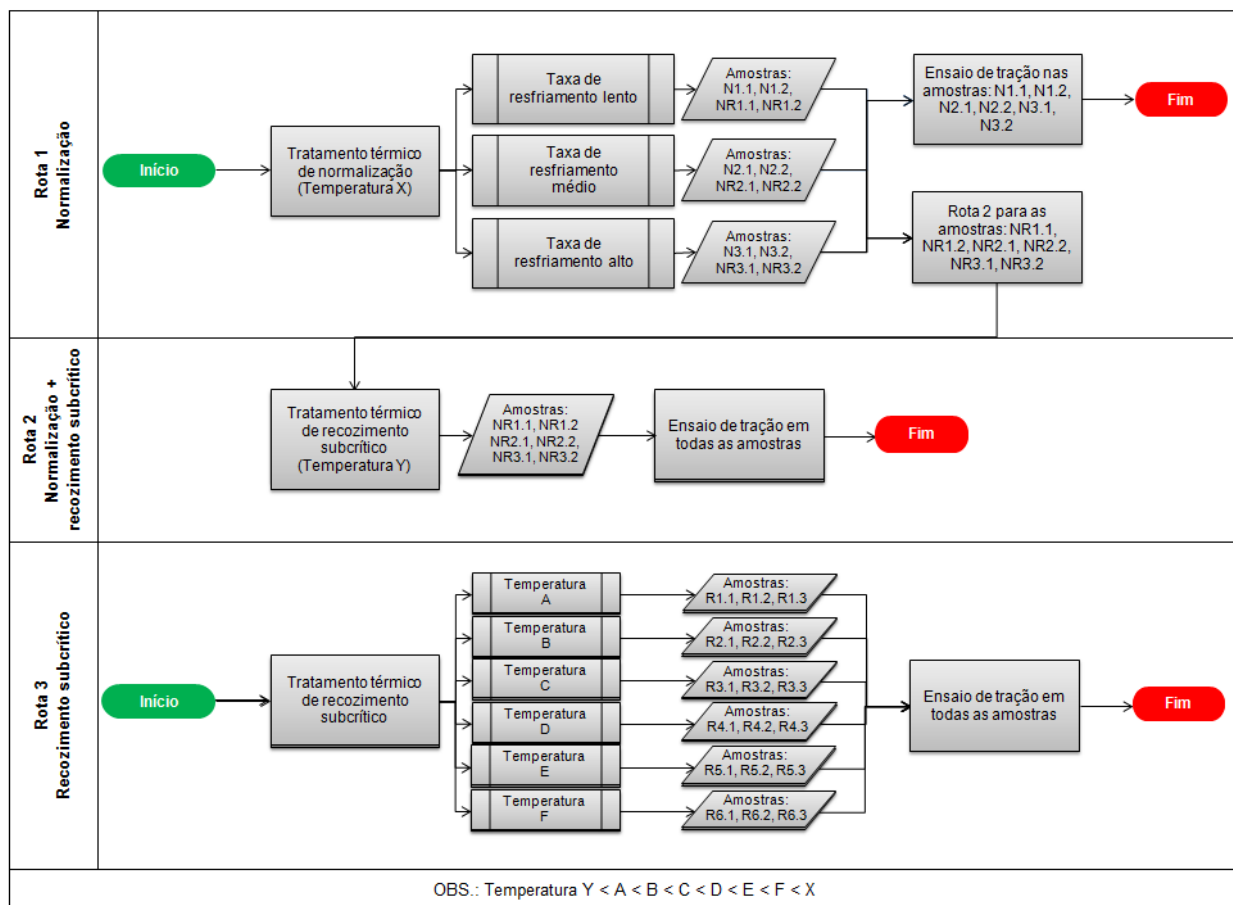 Rota 1
Normalização
Início
Tratamento térmico
de normalização
(Temperatura X)
Taxa de
resfriamento lento
Amostras:
N1.1, N1.2,
NR1.1, NR1.2
Taxa de
resfriamento
médio
Amostras:
N2.1, N2.2,
NR2.1, NR2.2
Taxa de
resfriamento alto
Amostras:
N3.1, N3.2,
NR3.1, NR3.2
Ensaio de tração nas
amostras: N1.1, N1.2,
N2.1, N2.2, N3.1,
N3.2
Fim
Rota 2 para as
amostras: NR1.1,
NR1.2, NR2.1, NR2.2,
NR3.1, NR3.2
Rota 2
Normalização +
recozimento subcrítico
Tratamento térmico
de recozimento
subcrítico
(Temperatura Y)
Amostras:
NR1.1, NR1.2
NR2.1, NR2.2,
NR3.1, NR3.2
Ensaio de tração em
todas as amostras
Fim
Rota 3
Recozimento subcrítico
Início
Tratamento térmico
de recozimento
subcrítico
Temperatura
A
Amostras:
R1.1, R1.2, R1.3
Temperatura
B
Amostras:
R2.1, R2.2, R2.3
Temperatura
C
Amostras:
R3.1, R3.2, R3.3
Temperatura
D
Amostras:
R4.1, R4.2, R4.3
Temperatura
E
Amostras:
R5.1, R5.2, R5.3
Temperatura
F
Amostras:
R6.1, R6.2, R6.3
Ensaio de tração em
todas as amostras
Fim
OBS.: Temperatura Y < A < B < C < D < E < F < X